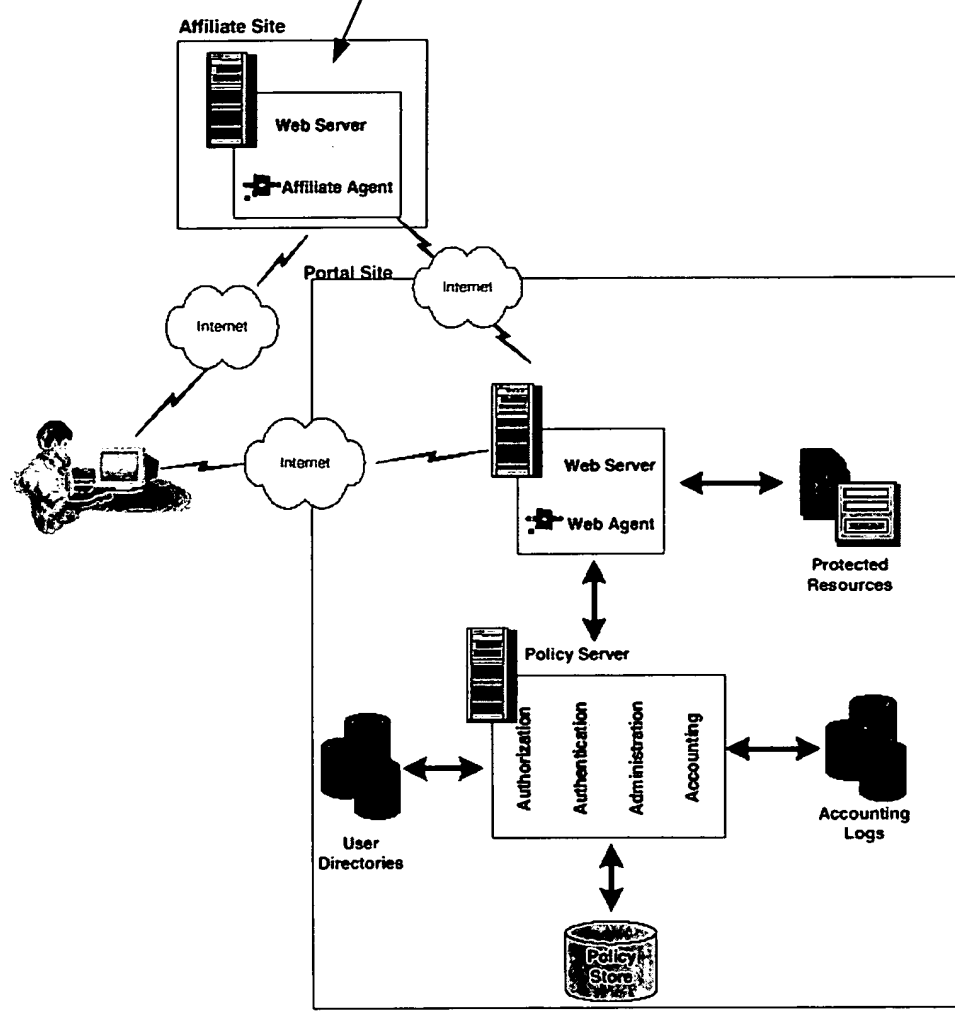 Affiliate Site
Web Server
Affiliate Agent
Portal Site
Internet
Internet
Internet
Web Server
Web Agent
Protected
Resources
Policy Server
Authorization
Authentication
Administration
Accounting
User
Directories
Accounting
Logs
Policy
Store